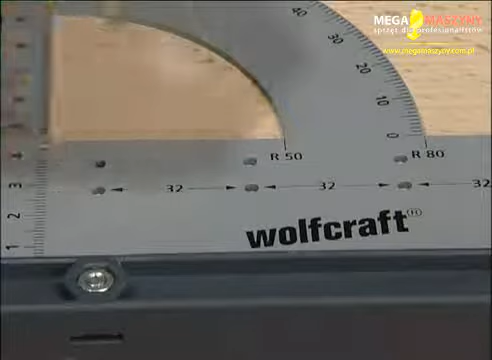 MEGA MASZYNY
sprzęt dla profesjonalistów
www.megamaszyny.com.pl
40
30
20
10
0
R 50
R 80
4
3
2
1
32
32
32
wolfcraft®